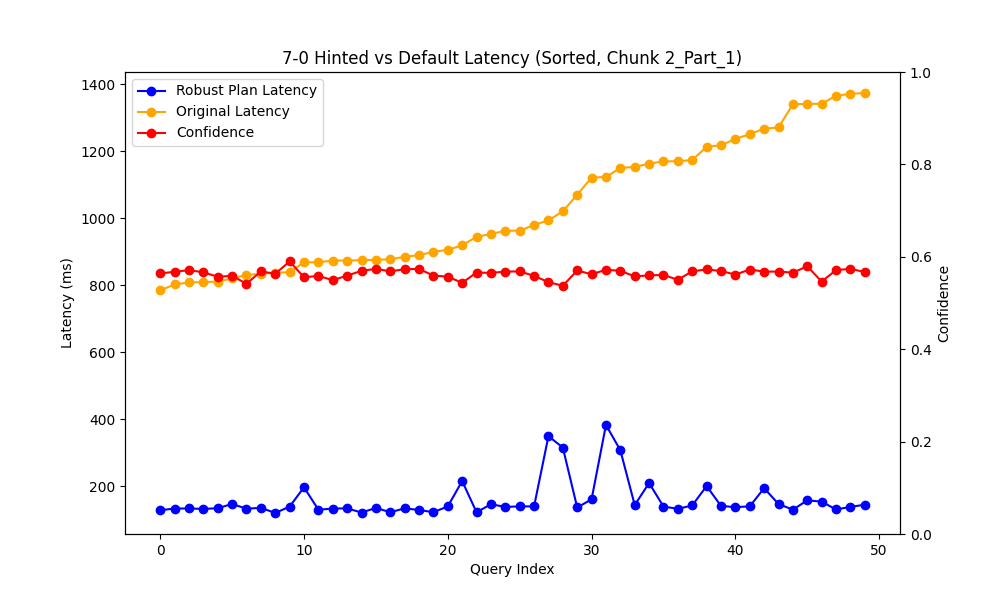 7-0 Hinted vs Default Latency (Sorted, Chunk 2_Part_1)
Robust Plan Latency
Original Latency
Confidence
Latency (ms)
1400
1200
1000
800
600
400
200
1.0
0.8
0.6
0.4
0.2
0.0
Confidence
0 10 20 30 40 50
Query Index